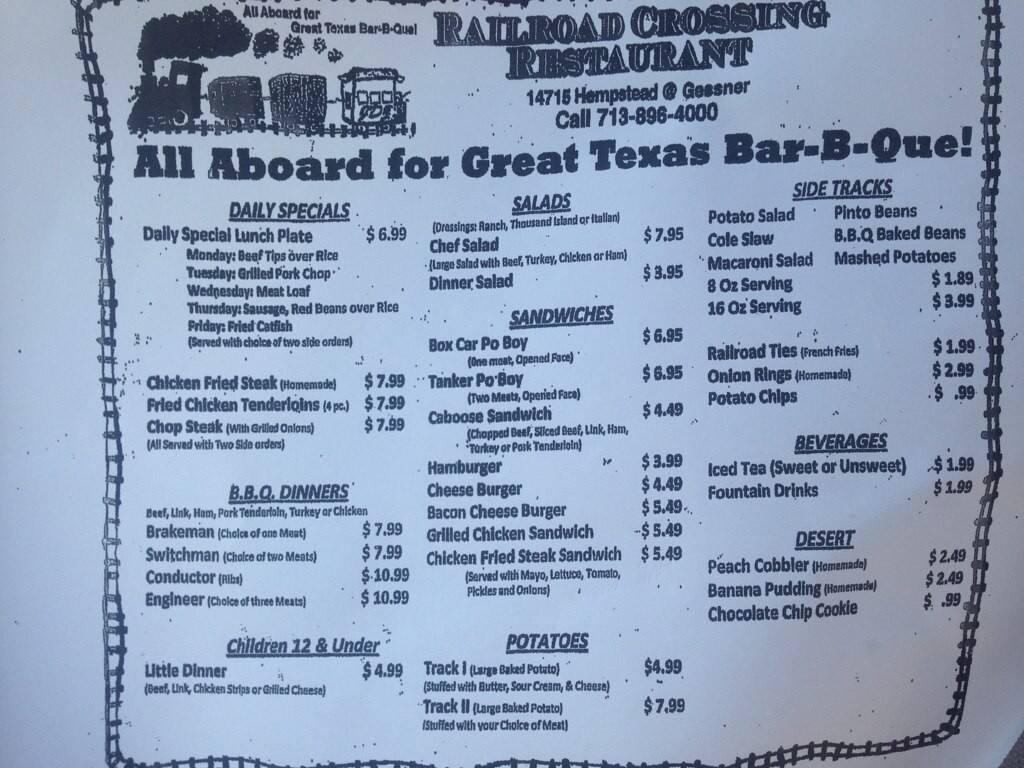 All Aboard for
Great Texas Bar-B-Que!
RAILROAD CROSSING
RESTAURANT
14715 Hempstead @ Gessner
Call 713-896-4000
All Aboard for Great Texas Bar-B-Que!
DAILY SPECIALS
Daily Special Lunch Plate $ 6.99
Monday: Beef Tips over Rice
Tuesday: Grilled Pork Chop
Wednesday: Meat Loaf
Thursday: Sausage, Red Beans over Rice
Friday: Fried Catfish
(Served with choice of two side orders)
Chicken Fried Steak (Homemade) $ 7.99
Fried Chicken Tenderloins (4 pc.) $ 7.99
Chop Steak (With Grilled Onions) $ 7.99
(All Served with Two Side orders)
B.B.Q. DINNERS
Beef, Link, Ham, Pork Tenderloin, Turkey or Chicken
Brakeman (Choice of one Meat) $ 7.99
Switchman (Choice of two Meats) $ 7.99
Conductor (Ribs) $ 10.99
Engineer (Choice of three Meats) $ 10.99
Children 12 & Under
Little Dinner $ 4.99
(Beef, Link, Chicken Strips or Grilled Cheese)
SALADS
(Dressings: Ranch, Thousand Island or Italian)
Chef Salad $ 7.95
(Large Salad with Beef, Turkey, Chicken or Ham)
Dinner Salad $ 3.95
SANDWICHES
Box Car Po Boy $ 6.95
(One meat, Opened Face)
Tanker Po Boy $ 6.95
(Two Meats, Opened Face)
Caboose Sandwich $ 4.49
(Chopped Beef, Sliced Beef, Link, Ham,
Turkey or Pork Tenderloin)
Hamburger $ 3.99
Cheese Burger $ 4.49
Bacon Cheese Burger $ 5.49
Grilled Chicken Sandwich $ 5.49
Chicken Fried Steak Sandwich $ 5.49
(Served with Mayo, Lettuce, Tomato,
Pickles and Onions)
POTATOES
Track I (Large Baked Potato) $4.99
(Stuffed with Butter, Sour Cream, & Cheese)
Track II (Large Baked Potato) $ 7.99
(Stuffed with your Choice of Meat)
SIDE TRACKS
Potato Salad Pinto Beans
Cole Slaw B.B.Q Baked Beans
Macaroni Salad Mashed Potatoes
8 Oz Serving $ 1.89
16 Oz Serving $ 3.99
Railroad Ties (French Fries) $ 1.99
Onion Rings (Homemade) $ 2.99
Potato Chips $ .99
BEVERAGES
Iced Tea (Sweet or Unsweet) $ 1.99
Fountain Drinks $ 1.99
DESERT
Peach Cobbler (Homemade) $ 2.49
Banana Pudding (Homemade) $ 2.49
Chocolate Chip Cookie $ .99